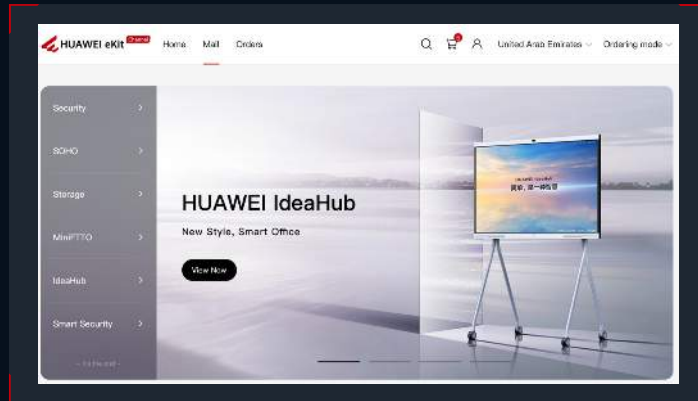 HUAWEI eKit Channel
Home Mall Orders
United Arab Emirates Ordering mode
Security
SOHO
Storage
MiniFTTO
IdeaHub
Smart Security
HUAWEI IdeaHub
New Style, Smart Office
View Now